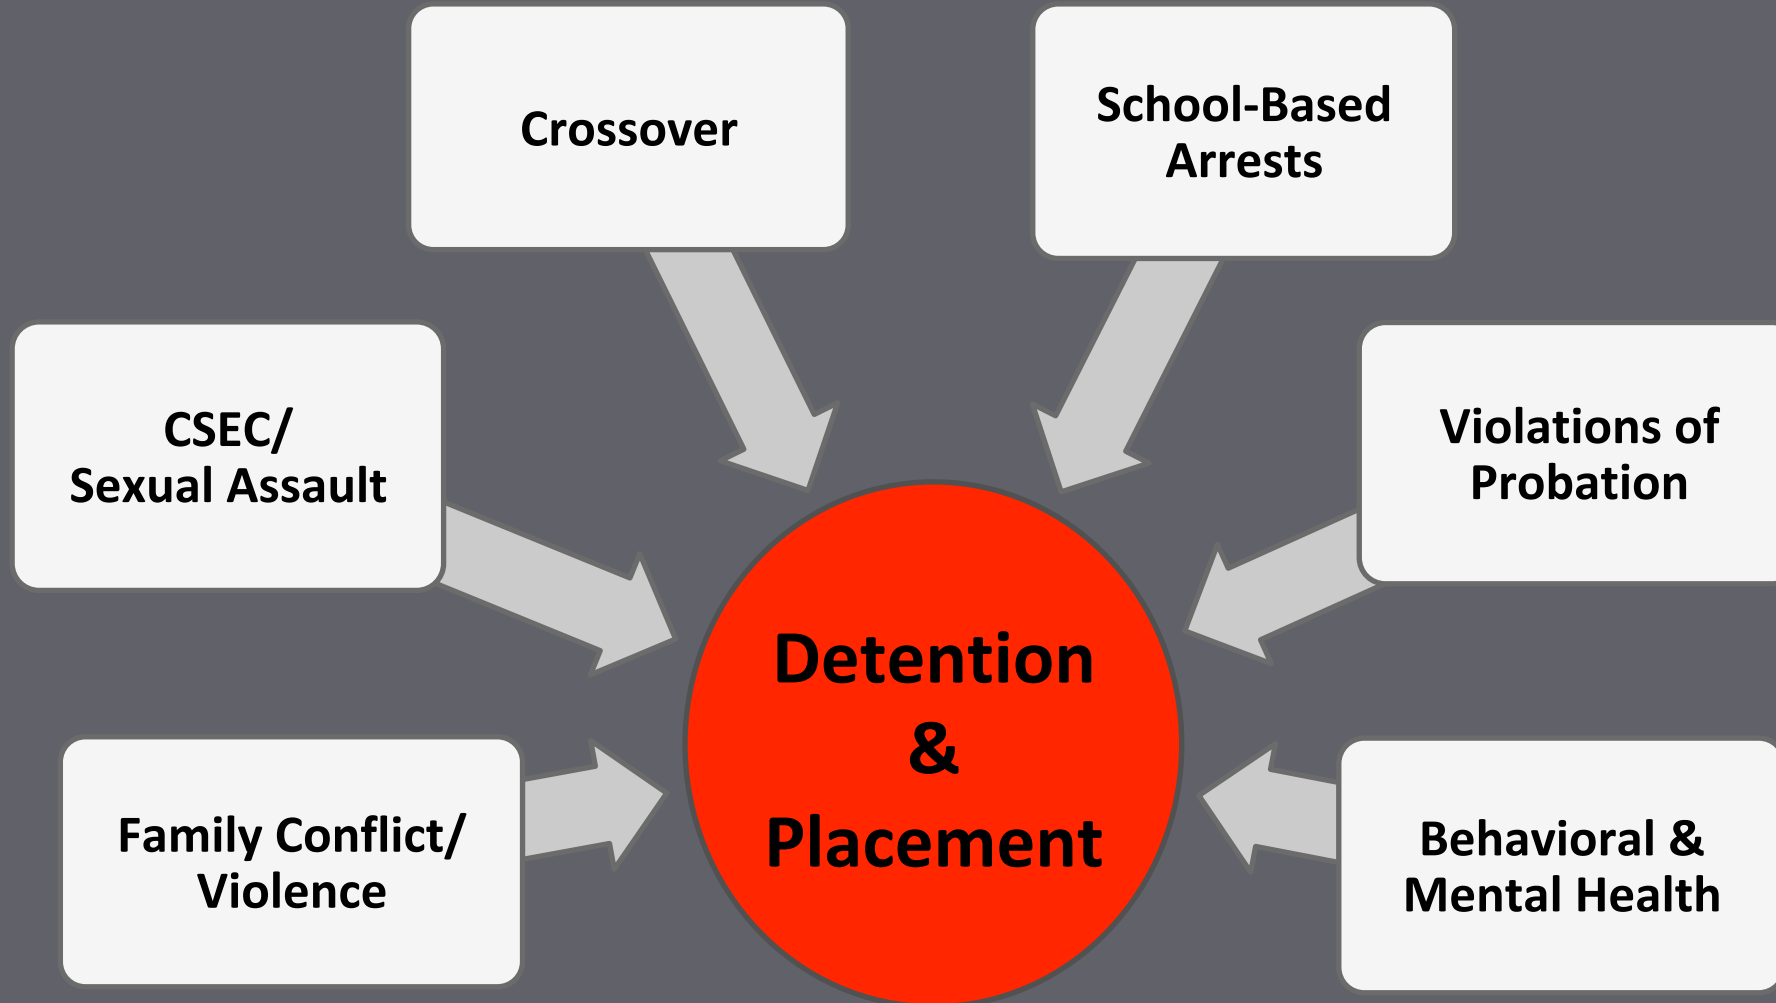 Crossover
School-Based
Arrests
CSEC/
Sexual Assault
Violations of
Probation
Detention
&
Placement
Family Conflict/
Violence
Behavioral &
Mental Health